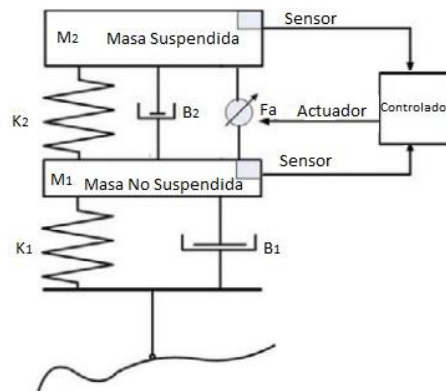 Sensor
M2 Masa Suspendida
K2
B2
Fa
Actuador
Controlado
Sensor
M1 Masa No Suspendida
K1
B1